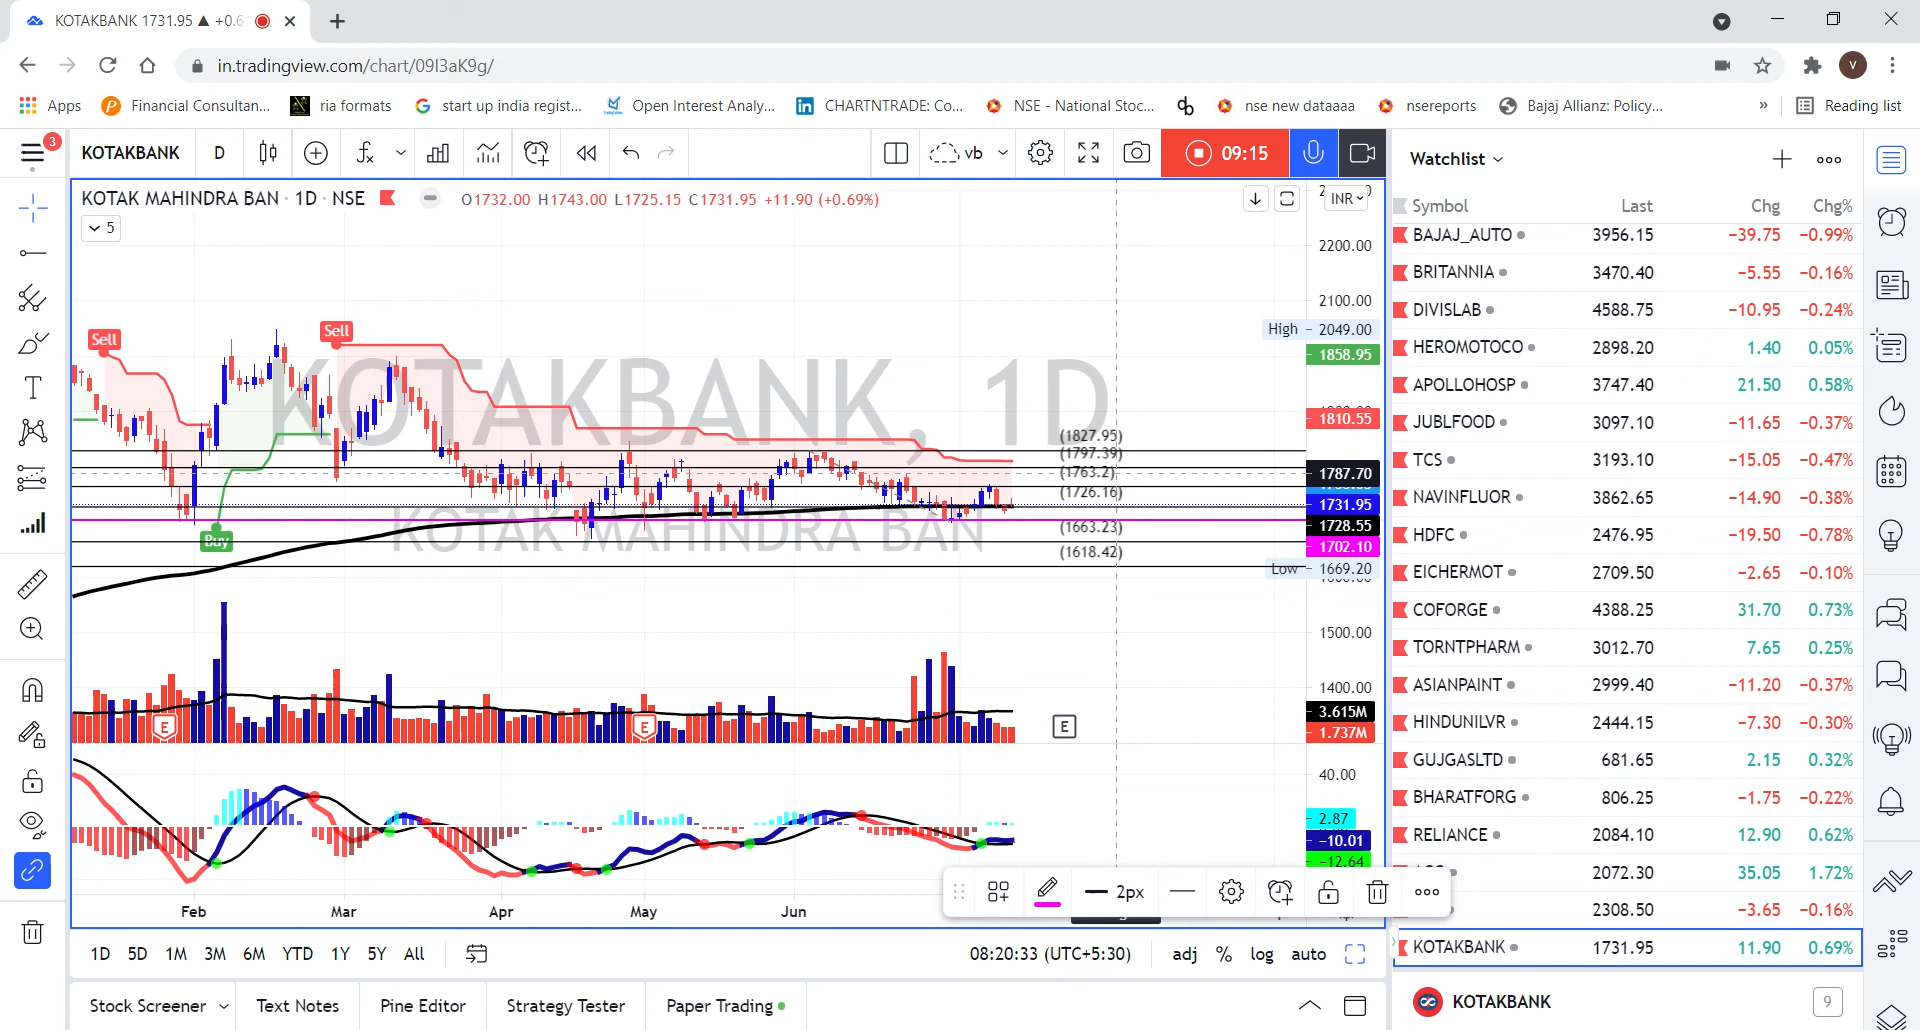 KOTAKBANK 1731.95 ▲ +0.6
in.tradingview.com/chart/09I3aK9g/
V
Apps
Financial Consultan...
ria formats
start up india regist...
Open Interest Analy...
CHARTNTRADE: Co...
NSE - National Stoc...
nse new dataaaa
nsereports
Bajaj Allianz: Policy...
»
Reading list
3
KOTAKBANK
D
vb
09:15
KOTAK MAHINDRA BAN · 1D · NSE
O1732.00 H1743.00 L1725.15 C1731.95 +11.90 (+0.69%)
5
INR
2200.00
2100.00
High
2049.00
1858.95
1810.55
1787.70
1731.95
1728.55
1702.10
Low
1669.20
1500.00
1400.00
3.615M
1.737M
40.00
2.87
−10.01
−12.64
Sell
Sell
Buy
KOTAKBANK, 1D
KOTAK MAHINDRA BAN
(1827.95)
(1797.39)
(1763.2)
(1726.16)
(1663.23)
(1618.42)
E
E
E
2px
Feb
Mar
Apr
May
Jun
1D
5D
1M
3M
6M
YTD
1Y
5Y
All
08:20:33 (UTC+5:30)
adj
%
log
auto
Stock Screener
Text Notes
Pine Editor
Strategy Tester
Paper Trading
Watchlist
Symbol Last Chg Chg%
BAJAJ_AUTO 3956.15 −39.75 −0.99%
BRITANNIA 3470.40 −5.55 −0.16%
DIVISLAB 4588.75 −10.95 −0.24%
HEROMOTOCO 2898.20 1.40 0.05%
APOLLOHOSP 3747.40 21.50 0.58%
JUBLFOOD 3097.10 −11.65 −0.37%
TCS 3193.10 −15.05 −0.47%
NAVINFLUOR 3862.65 −14.90 −0.38%
HDFC 2476.95 −19.50 −0.78%
EICHERMOT 2709.50 −2.65 −0.10%
COFORGE 4388.25 31.70 0.73%
TORNTPHARM 3012.70 7.65 0.25%
ASIANPAINT 2999.40 −11.20 −0.37%
HINDUNILVR 2444.15 −7.30 −0.30%
GUJGASLTD 681.65 2.15 0.32%
BHARATFORG 806.25 −1.75 −0.22%
RELIANCE 2084.10 12.90 0.62%
2072.30 35.05 1.72%
2308.50 −3.65 −0.16%
KOTAKBANK 1731.95 11.90 0.69%
KOTAKBANK
9